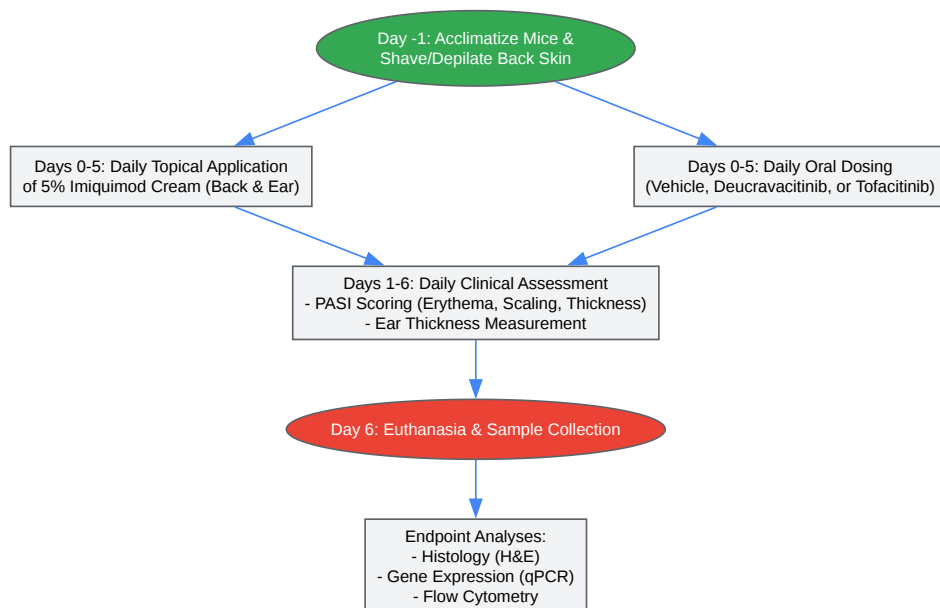 Day -1: Acclimatize Mice &
Shave/Depilate Back Skin
Days 0-5: Daily Topical Application
of 5% Imiquimod Cream (Back & Ear)
Days 0-5: Daily Oral Dosing
(Vehicle, Deucravacitinib, or Tofacitinib)
Days 1-6: Daily Clinical Assessment
- PASI Scoring (Erythema, Scaling, Thickness)
- Ear Thickness Measurement
Day 6: Euthanasia & Sample Collection
Endpoint Analyses:
- Histology (H&E)
- Gene Expression (qPCR)
- Flow Cytometry